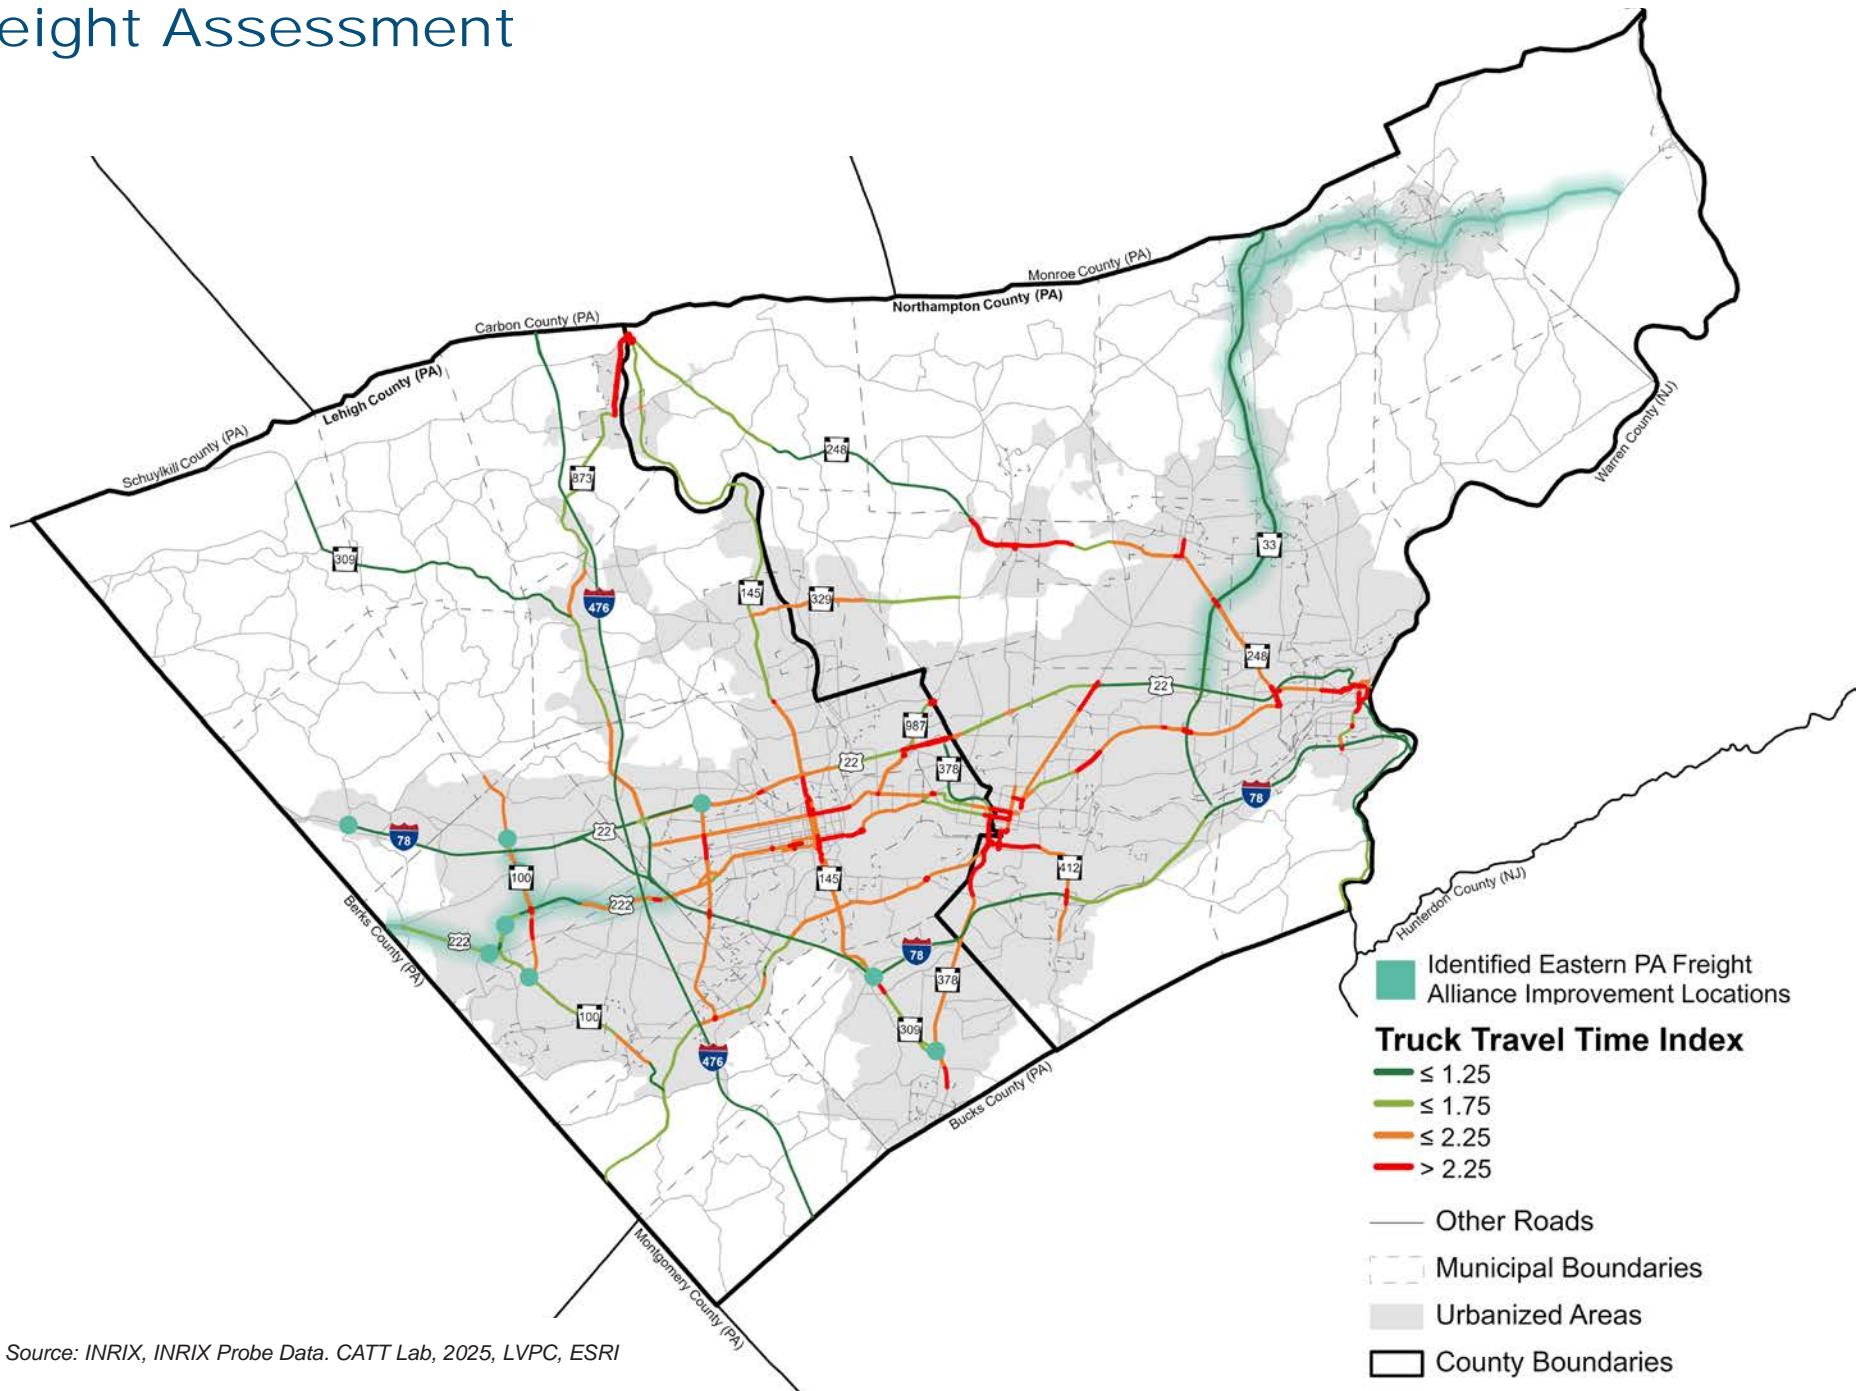 eight Assessment
Monroe County (PA)
Northampton County (PA)
Carbon County (PA)
Lehigh County (PA)
Schuylkill County (PA)
Warren County (NJ)
248
873
33
309
476
145
329
248
22
987
22
378
78
22
78
100
145
412
222
222
78
378
100
309
476
Berks County (PA)
Hunterdon County (NJ)
Bucks County (PA)
Montgomery County (PA)
Identified Eastern PA Freight
Alliance Improvement Locations
Truck Travel Time Index
≤ 1.25
≤ 1.75
≤ 2.25
> 2.25
Other Roads
Municipal Boundaries
Urbanized Areas
County Boundaries
Source: INRIX, INRIX Probe Data. CATT Lab, 2025, LVPC, ESRI